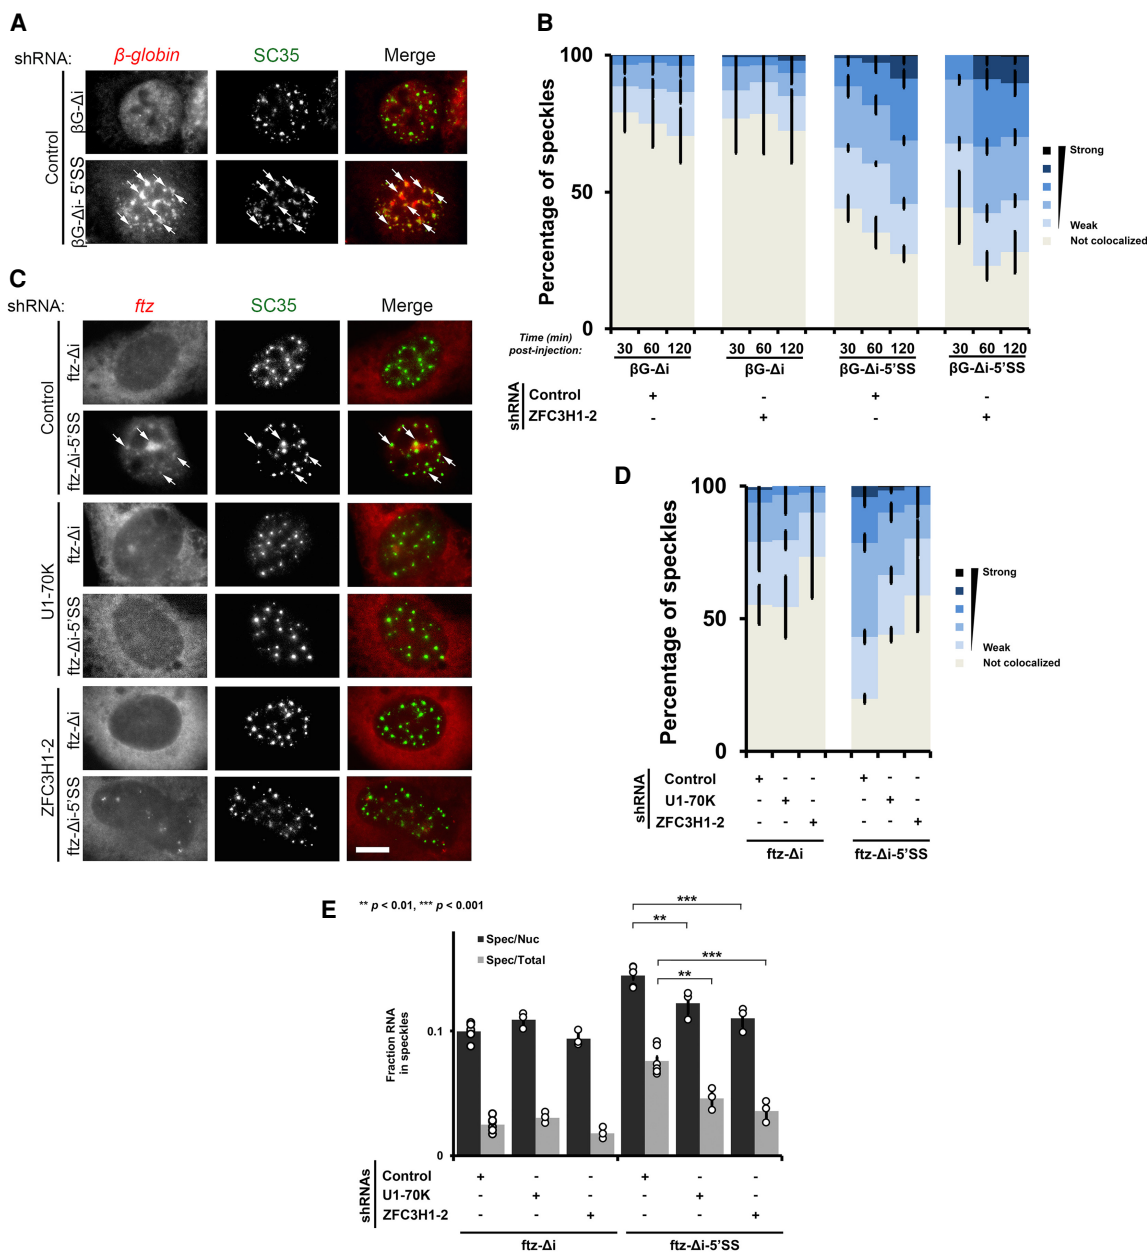 A
shRNA: β-globin SC35 Merge
Control
βG-Δi
βG-Δi- 5'SS
B
Percentage of speckles
100
50
0
Strong
Weak
Not colocalized
Time (min) post-injection:
30 60 120 30 60 120 30 60 120 30 60 120
βG-Δi βG-Δi βG-Δi-5'SS βG-Δi-5'SS
shRNA
Control + - + -
ZFC3H1-2 - + - +
C
shRNA: ftz SC35 Merge
Control
ftz-Δi
ftz-Δi-5'SS
U1-70K
ftz-Δi
ftz-Δi-5'SS
ZFC3H1-2
ftz-Δi
ftz-Δi-5'SS
D
Percentage of speckles
100
50
0
Strong
Weak
Not colocalized
shRNA
Control + - - + - -
U1-70K - + - - + -
ZFC3H1-2 - - + - - +
ftz-Δi ftz-Δi-5'SS
E
** p < 0.01, *** p < 0.001
Spec/Nuc
Spec/Total
***
**
***
**
Fraction RNA
in speckles
0.1
0
shRNAs
Control + - - + - -
U1-70K - + - - + -
ZFC3H1-2 - - + - - +
ftz-Δi ftz-Δi-5'SS